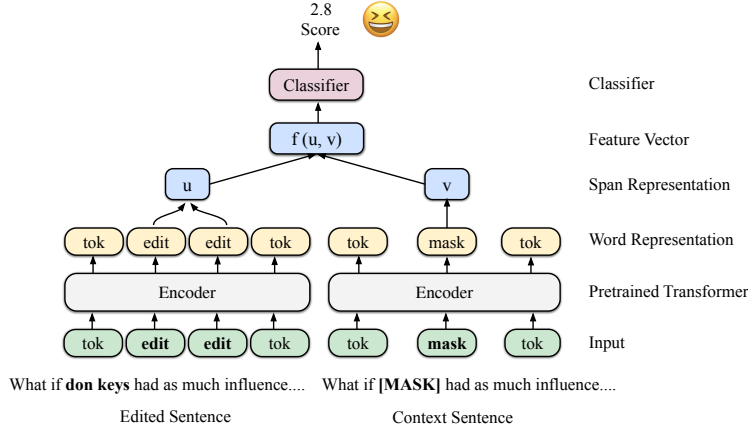 2.8
Score
Classifier Classifier
f (u, v) Feature Vector
u v Span Representation
tok edit edit tok tok mask tok Word Representation
Encoder Encoder Pretrained Transformer
tok edit edit tok tok mask tok Input
What if don keys had as much influence.... What if [MASK] had as much influence....
Edited Sentence Context Sentence